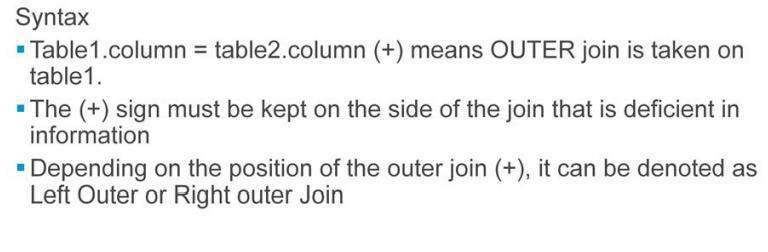 Syntax
▪ Table1.column = table2.column (+) means OUTER join is taken on
table1.
▪ The (+) sign must be kept on the side of the join that is deficient in
information
▪ Depending on the position of the outer join (+), it can be denoted as
Left Outer or Right outer Join